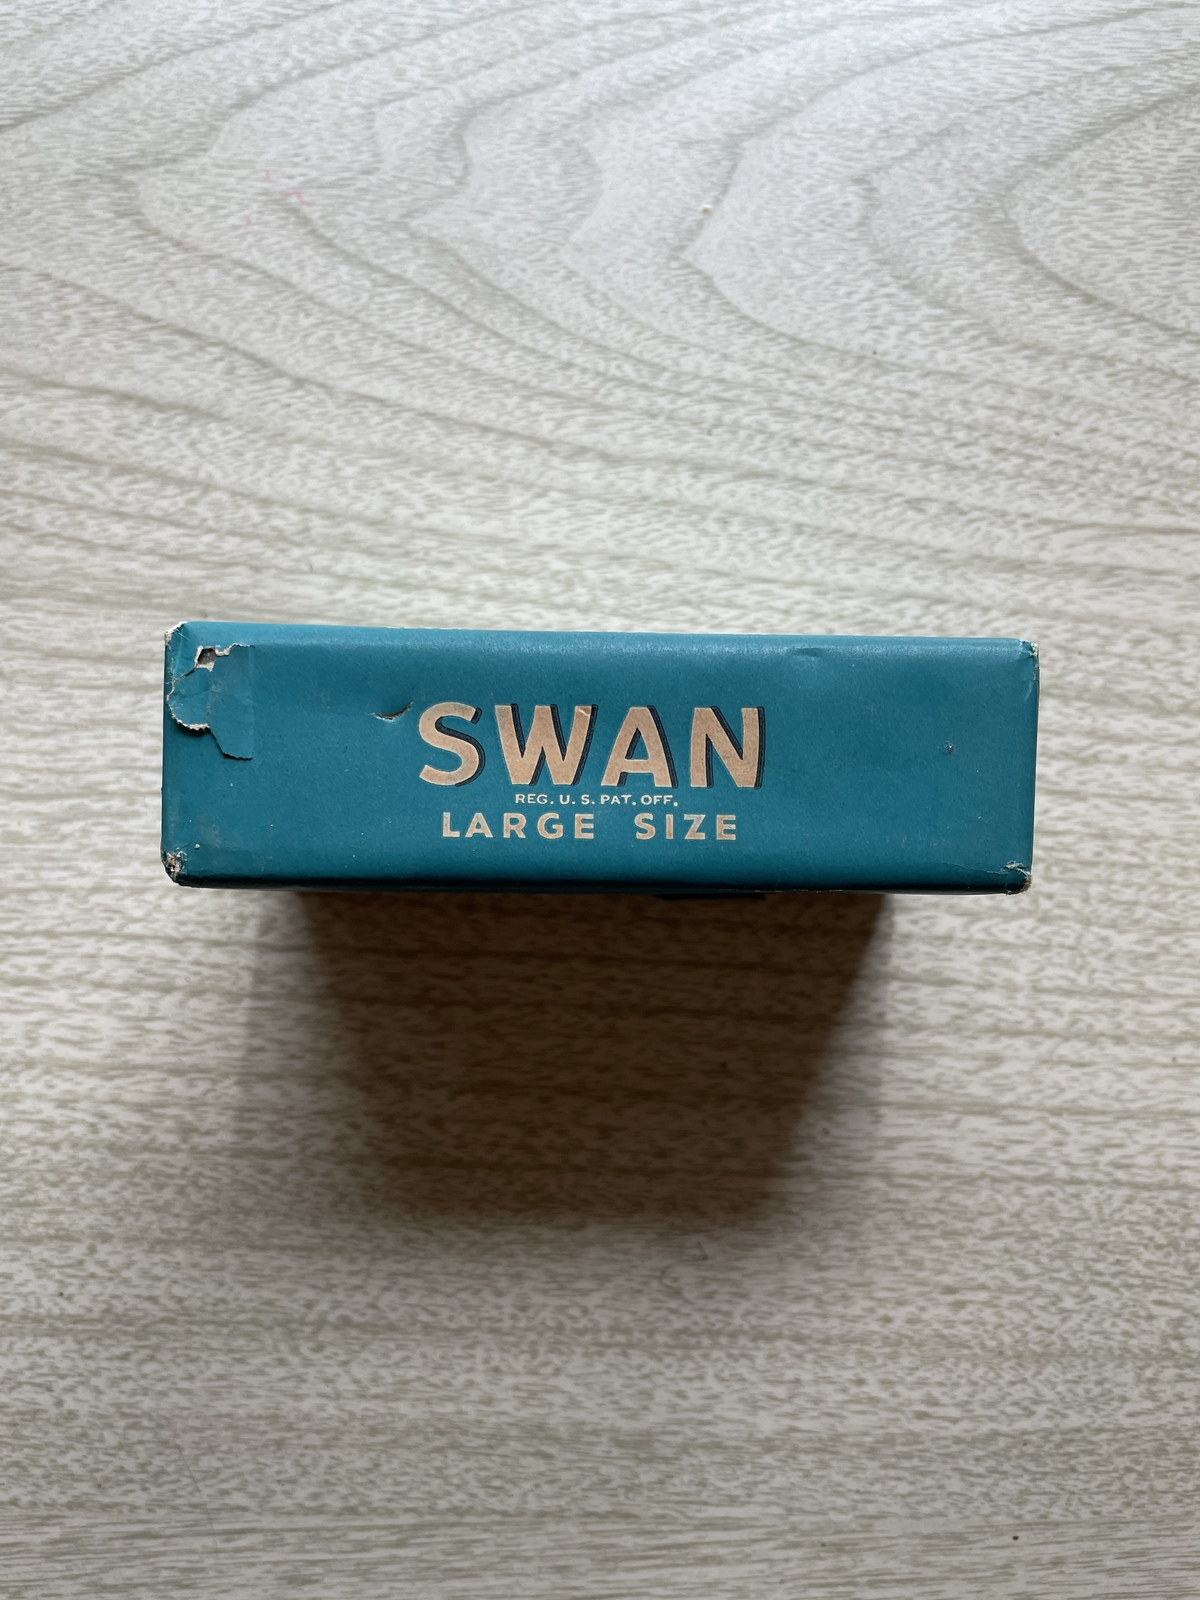 SWAN
REG. U. S. PAT. OFF.
LARGE SIZE